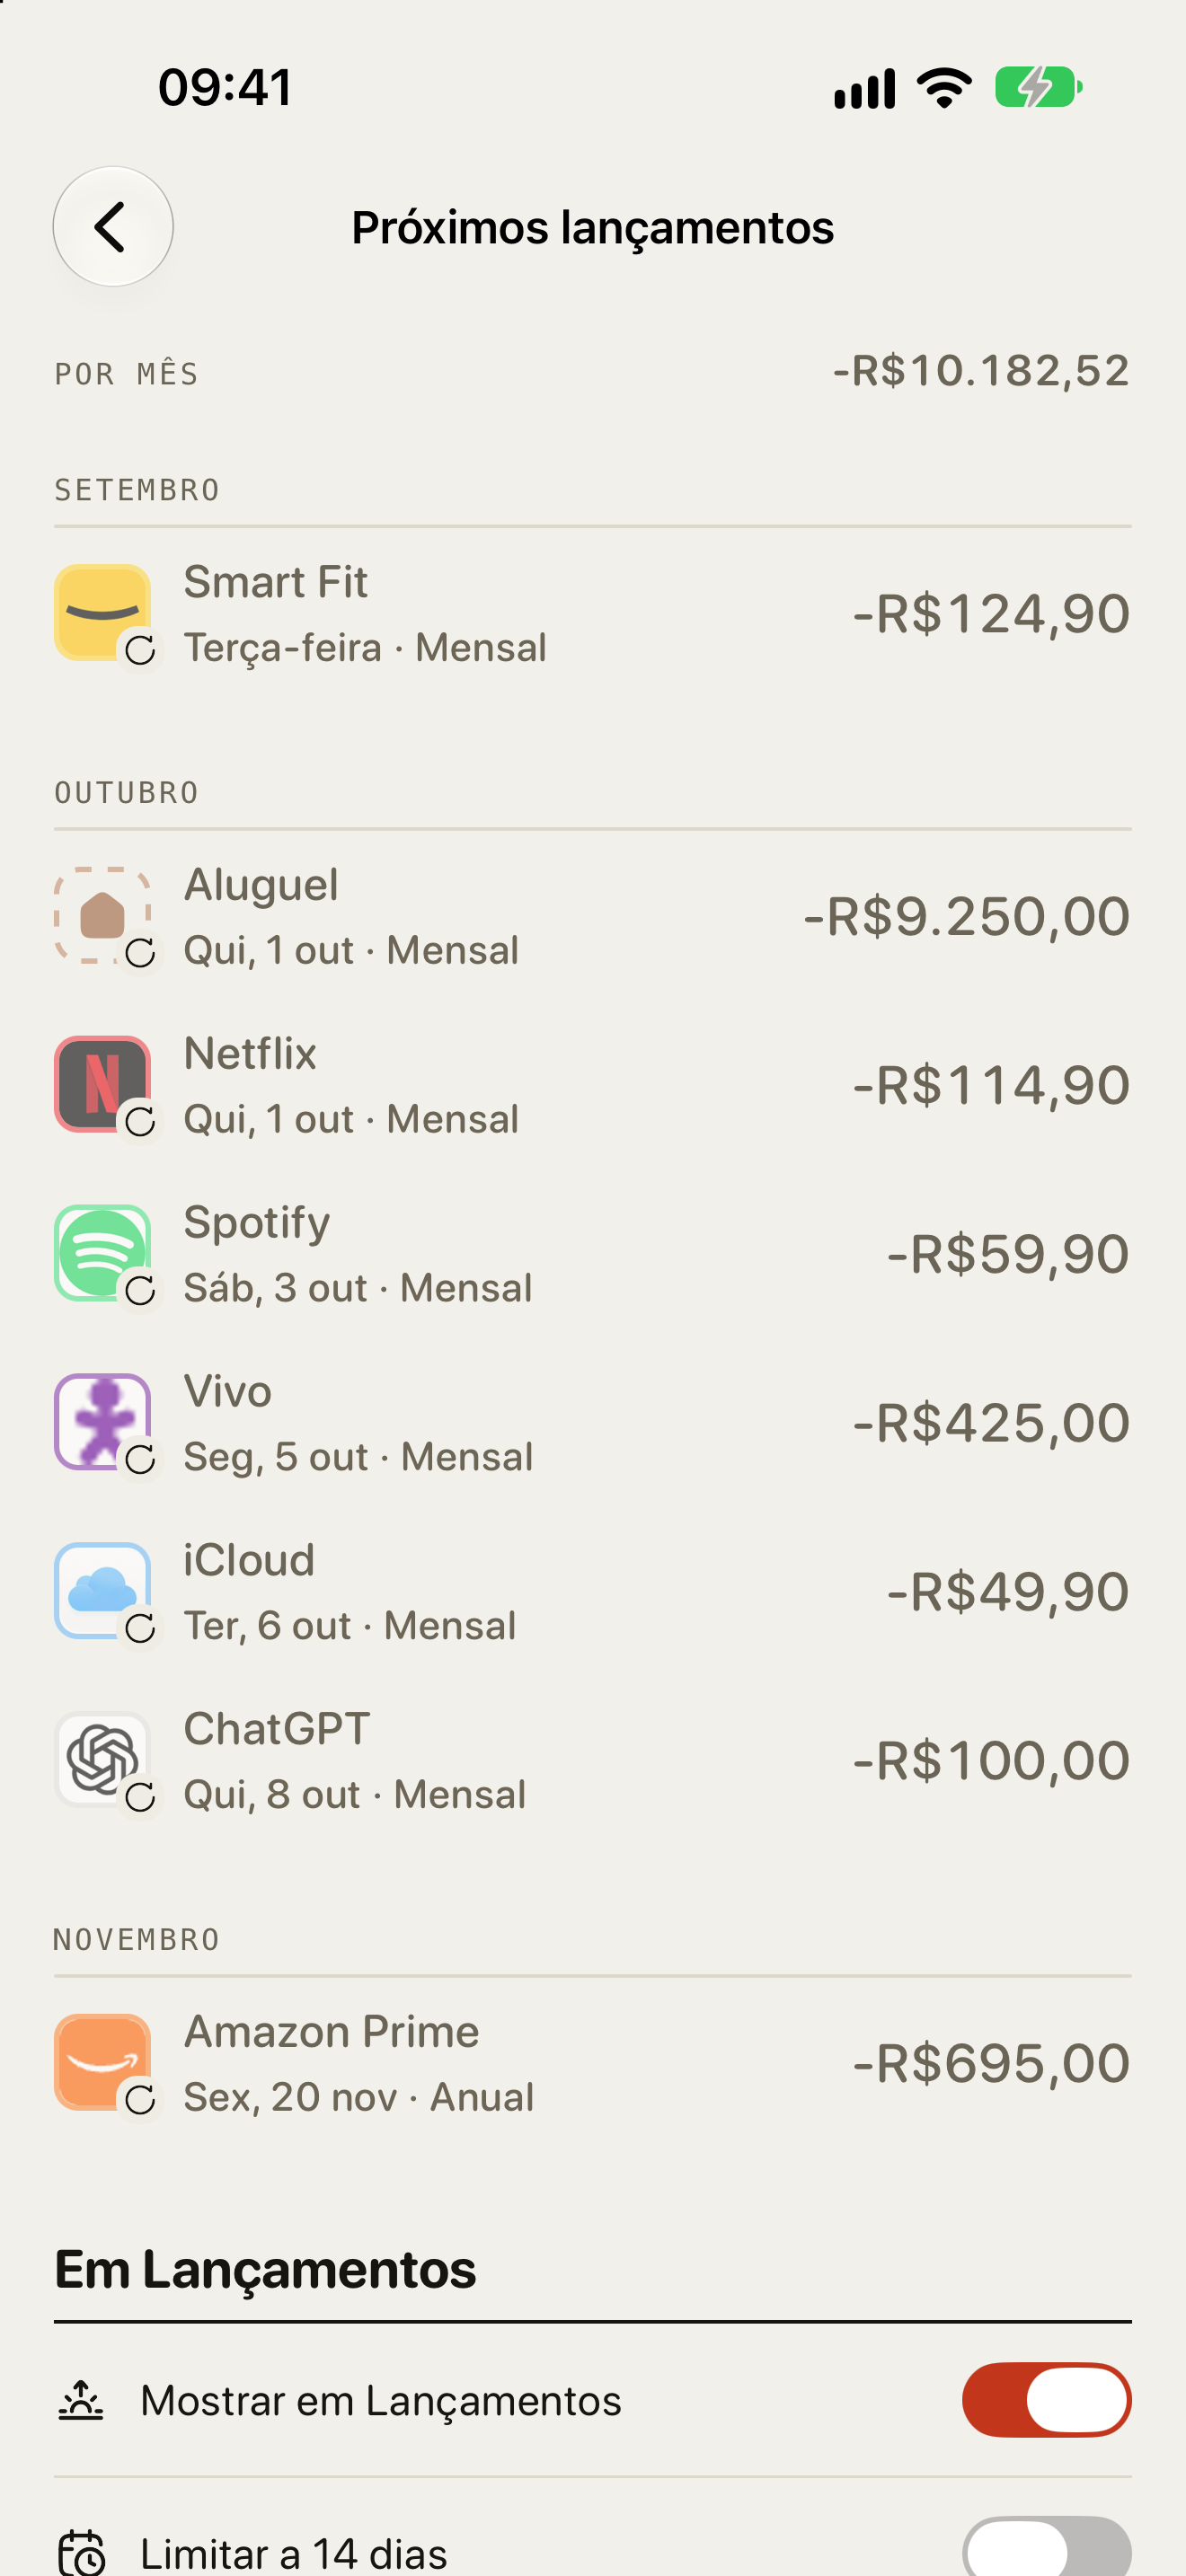 09:41
Próximos lançamentos
POR MÊS -R$10.182,52
SETEMBRO
Smart Fit
Terça-feira · Mensal
-R$124,90
OUTUBRO
Aluguel
Qui, 1 out · Mensal
-R$9.250,00
N
Netflix
Qui, 1 out · Mensal
-R$114,90
Spotify
Sáb, 3 out · Mensal
-R$59,90
Vivo
Seg, 5 out · Mensal
-R$425,00
iCloud
Ter, 6 out · Mensal
-R$49,90
ChatGPT
Qui, 8 out · Mensal
-R$100,00
NOVEMBRO
Amazon Prime
Sex, 20 nov · Anual
-R$695,00
Em Lançamentos
Mostrar em Lançamentos
Limitar a 14 dias